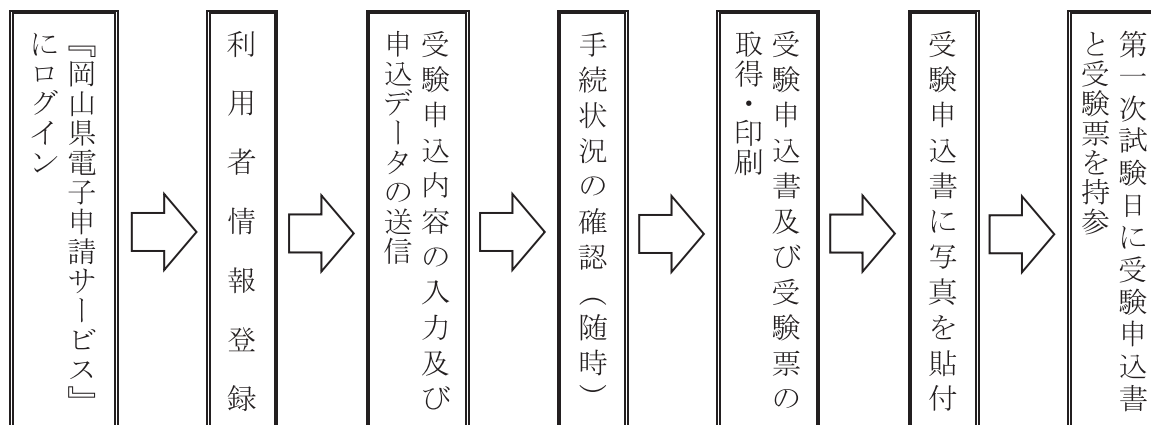 『岡山県電子申請サービス』
にログイン
利用者情報登録
受験申込内容の入力及び
申込データの送信
手続状況の確認（随時）
受験申込書及び受験票の
取得・印刷
受験申込書に写真を貼付
第一次試験日に受験申込書
と受験票を持参